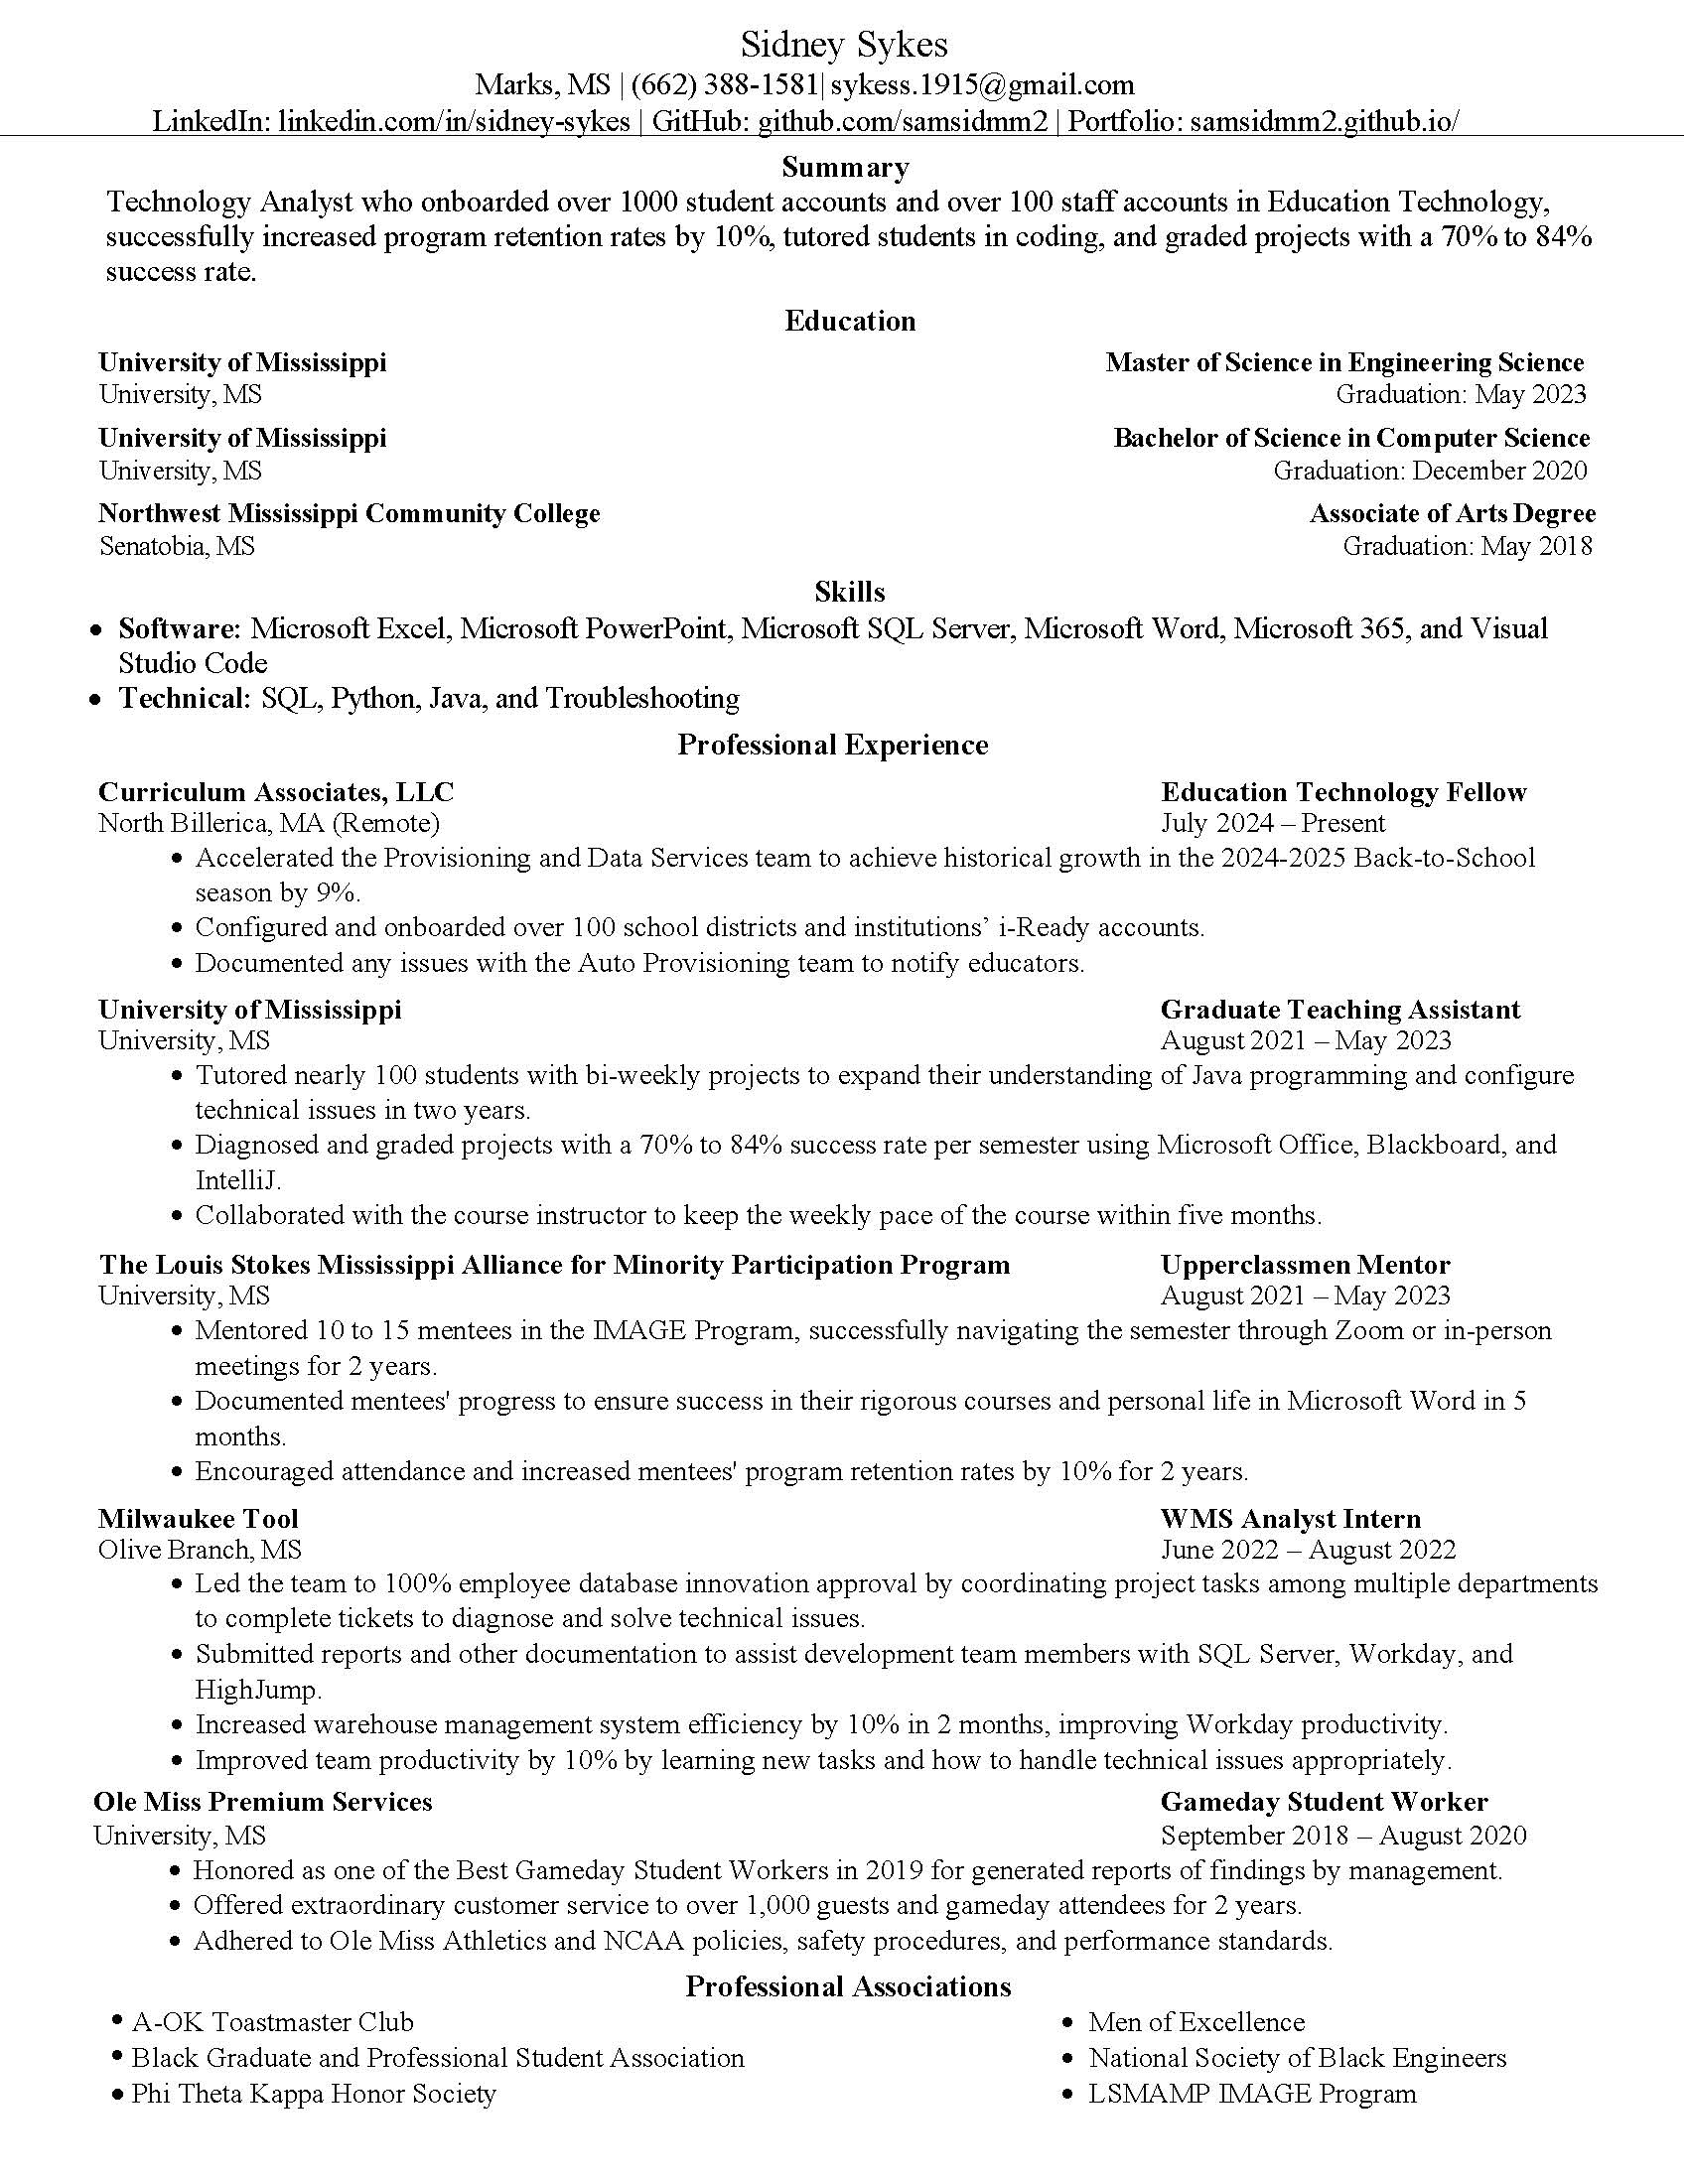 Sidney Sykes
Marks, MS | (662) 388-1581| sykess.1915@gmail.com
LinkedIn: linkedin.com/in/sidney-sykes | GitHub: github.com/samsidmm2 | Portfolio: samsidmm2.github.io/
Summary
Technology Analyst who onboarded over 1000 student accounts and over 100 staff accounts in Education Technology,
successfully increased program retention rates by 10%, tutored students in coding, and graded projects with a 70% to 84%
success rate.
Education
University of Mississippi Master of Science in Engineering Science
University, MS Graduation: May 2023
University of Mississippi Bachelor of Science in Computer Science
University, MS Graduation: December 2020
Northwest Mississippi Community College Associate of Arts Degree
Senatobia, MS Graduation: May 2018
Skills
• Software: Microsoft Excel, Microsoft PowerPoint, Microsoft SQL Server, Microsoft Word, Microsoft 365, and Visual
Studio Code
• Technical: SQL, Python, Java, and Troubleshooting
Professional Experience
Curriculum Associates, LLC Education Technology Fellow
North Billerica, MA (Remote) July 2024 – Present
• Accelerated the Provisioning and Data Services team to achieve historical growth in the 2024-2025 Back-to-School
season by 9%.
• Configured and onboarded over 100 school districts and institutions’ i-Ready accounts.
• Documented any issues with the Auto Provisioning team to notify educators.
University of Mississippi Graduate Teaching Assistant
University, MS August 2021 – May 2023
• Tutored nearly 100 students with bi-weekly projects to expand their understanding of Java programming and configure
technical issues in two years.
• Diagnosed and graded projects with a 70% to 84% success rate per semester using Microsoft Office, Blackboard, and
IntelliJ.
• Collaborated with the course instructor to keep the weekly pace of the course within five months.
The Louis Stokes Mississippi Alliance for Minority Participation Program Upperclassmen Mentor
University, MS August 2021 – May 2023
• Mentored 10 to 15 mentees in the IMAGE Program, successfully navigating the semester through Zoom or in-person
meetings for 2 years.
• Documented mentees' progress to ensure success in their rigorous courses and personal life in Microsoft Word in 5
months.
• Encouraged attendance and increased mentees' program retention rates by 10% for 2 years.
Milwaukee Tool WMS Analyst Intern
Olive Branch, MS June 2022 – August 2022
• Led the team to 100% employee database innovation approval by coordinating project tasks among multiple departments
to complete tickets to diagnose and solve technical issues.
• Submitted reports and other documentation to assist development team members with SQL Server, Workday, and
HighJump.
• Increased warehouse management system efficiency by 10% in 2 months, improving Workday productivity.
• Improved team productivity by 10% by learning new tasks and how to handle technical issues appropriately.
Ole Miss Premium Services Gameday Student Worker
University, MS September 2018 – August 2020
• Honored as one of the Best Gameday Student Workers in 2019 for generated reports of findings by management.
• Offered extraordinary customer service to over 1,000 guests and gameday attendees for 2 years.
• Adhered to Ole Miss Athletics and NCAA policies, safety procedures, and performance standards.
Professional Associations
• A-OK Toastmaster Club • Men of Excellence
• Black Graduate and Professional Student Association • National Society of Black Engineers
• Phi Theta Kappa Honor Society • LSMAMP IMAGE Program